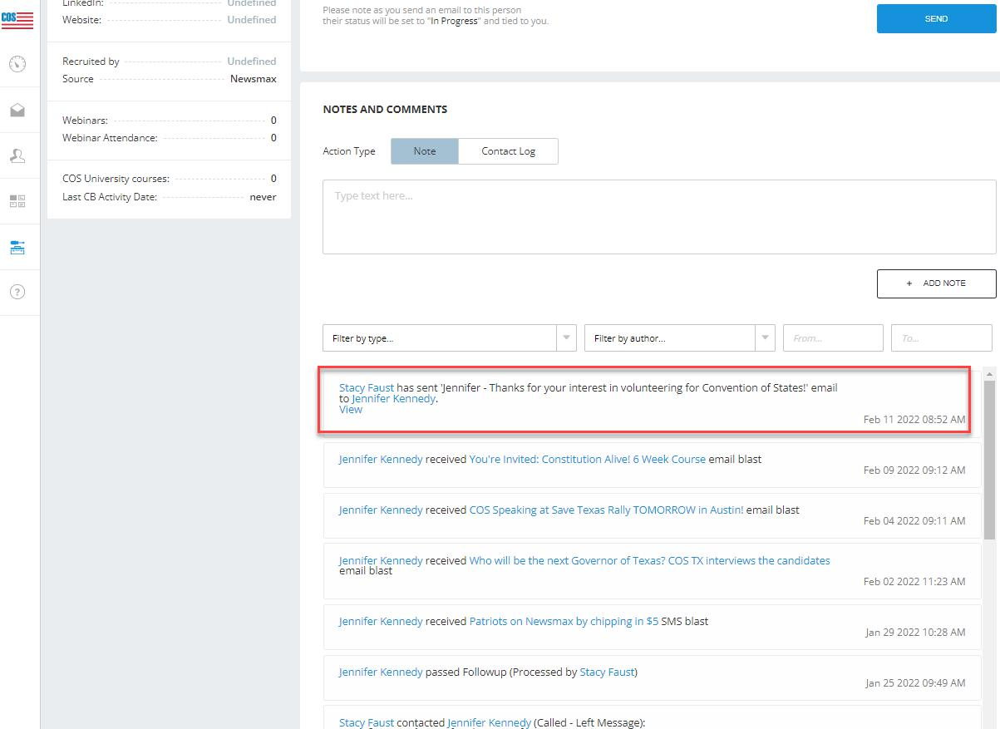 COS
LinkedIn: Undefined
Website: Undefined
Recruited by Undefined
Source Newsmax
Webinars: 0
Webinar Attendance: 0
COS University courses: 0
Last CB Activity Date: never
Please note as you send an email to this person
their status will be set to "In Progress" and tied to you.
SEND
NOTES AND COMMENTS
Action Type Note Contact Log
Type text here...
+ ADD NOTE
Filter by type... Filter by author... From... To...
Stacy Faust has sent 'Jennifer - Thanks for your interest in volunteering for Convention of States!' email
to Jennifer Kennedy.
View
Feb 11 2022 08:52 AM
Jennifer Kennedy received You're Invited: Constitution Alive! 6 Week Course email blast
Feb 09 2022 09:12 AM
Jennifer Kennedy received COS Speaking at Save Texas Rally TOMORROW in Austin! email blast
Feb 04 2022 09:11 AM
Jennifer Kennedy received Who will be the next Governor of Texas? COS TX interviews the candidates
email blast
Feb 02 2022 11:23 AM
Jennifer Kennedy received Patriots on Newsmax by chipping in $5 SMS blast
Jan 29 2022 10:28 AM
Jennifer Kennedy passed Followup (Processed by Stacy Faust)
Jan 25 2022 09:49 AM
Stacy Faust contacted Jennifer Kennedy (Called - Left Message):